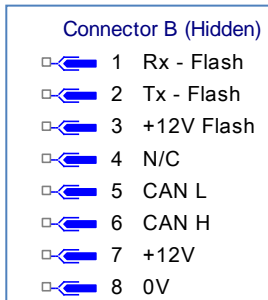 Connector B (Hidden)
1 Rx - Flash
2 Tx - Flash
3 +12V Flash
4 N/C
5 CAN L
6 CAN H
7 +12V
8 0V